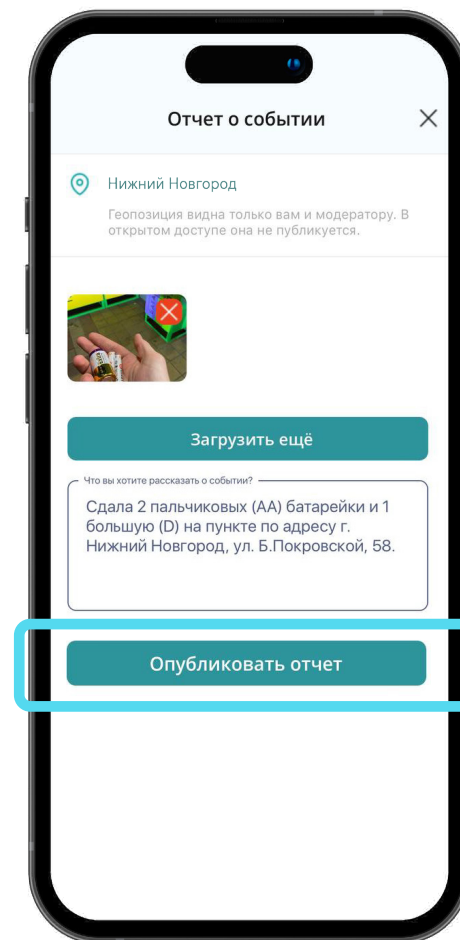 Отчет о событии
Нижний Новгород
Геопозиция видна только вам и модератору. В
открытом доступе она не публикуется.
Загрузить ещё
Что вы хотите рассказать о событии?
Сдала 2 пальчиковых (АА) батарейки и 1
большую (D) на пункте по адресу г.
Нижний Новгород, ул. Б.Покровской, 58.
Опубликовать отчет